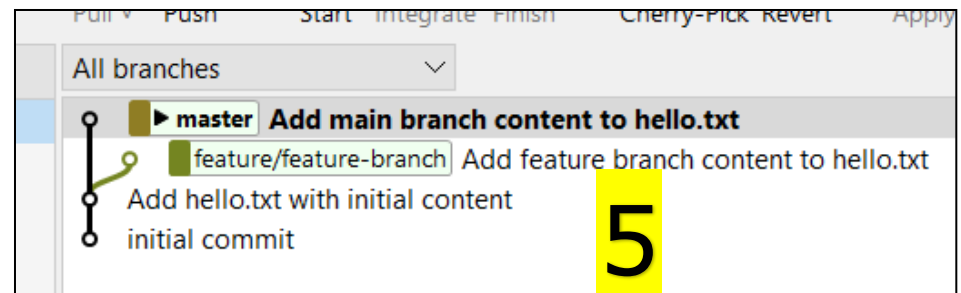 Pull Push Start Integrate Finish Cherry-Pick Revert Apply
All branches
master Add main branch content to hello.txt
feature/feature-branch Add feature branch content to hello.txt
Add hello.txt with initial content
initial commit
5